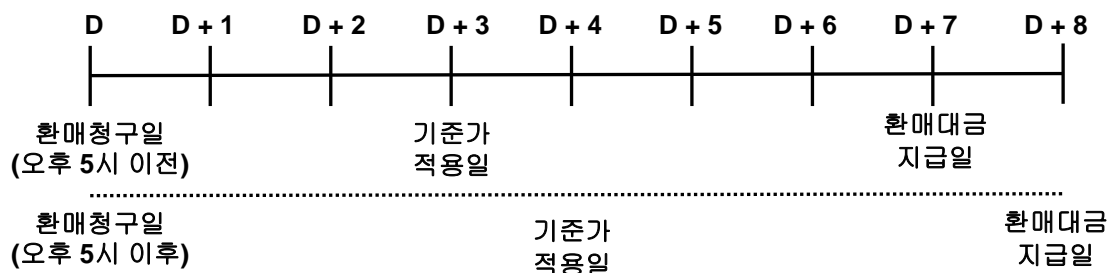 D D + 1 D + 2 D + 3 D + 4 D + 5 D + 6 D + 7 D + 8
환매청구일
(오후 5시 이전)
기준가
적용일
환매대금
지급일
환매청구일
(오후 5시 이후)
기준가
적용일
환매대금
지급일